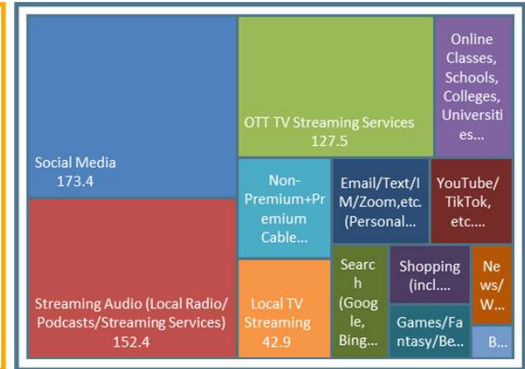 Social Media
173.4
Streaming Audio (Local Radio/
Podcasts/Streaming Services)
152.4
OTT TV Streaming Services
127.5
Online
Classes,
Schools,
Colleges,
Universiti
es...
Non-
Premium+Pr
emium
Cable...
Local TV
Streaming
42.9
Email/Text/I
M/Zoom,etc.
(Personal...
YouTube/
TikTok,
etc....
Searc
h
(Goog
le,
Bing...
Shopping
(incl....
Games/Fa
ntasy/Be...
Ne
ws/
W...
B...